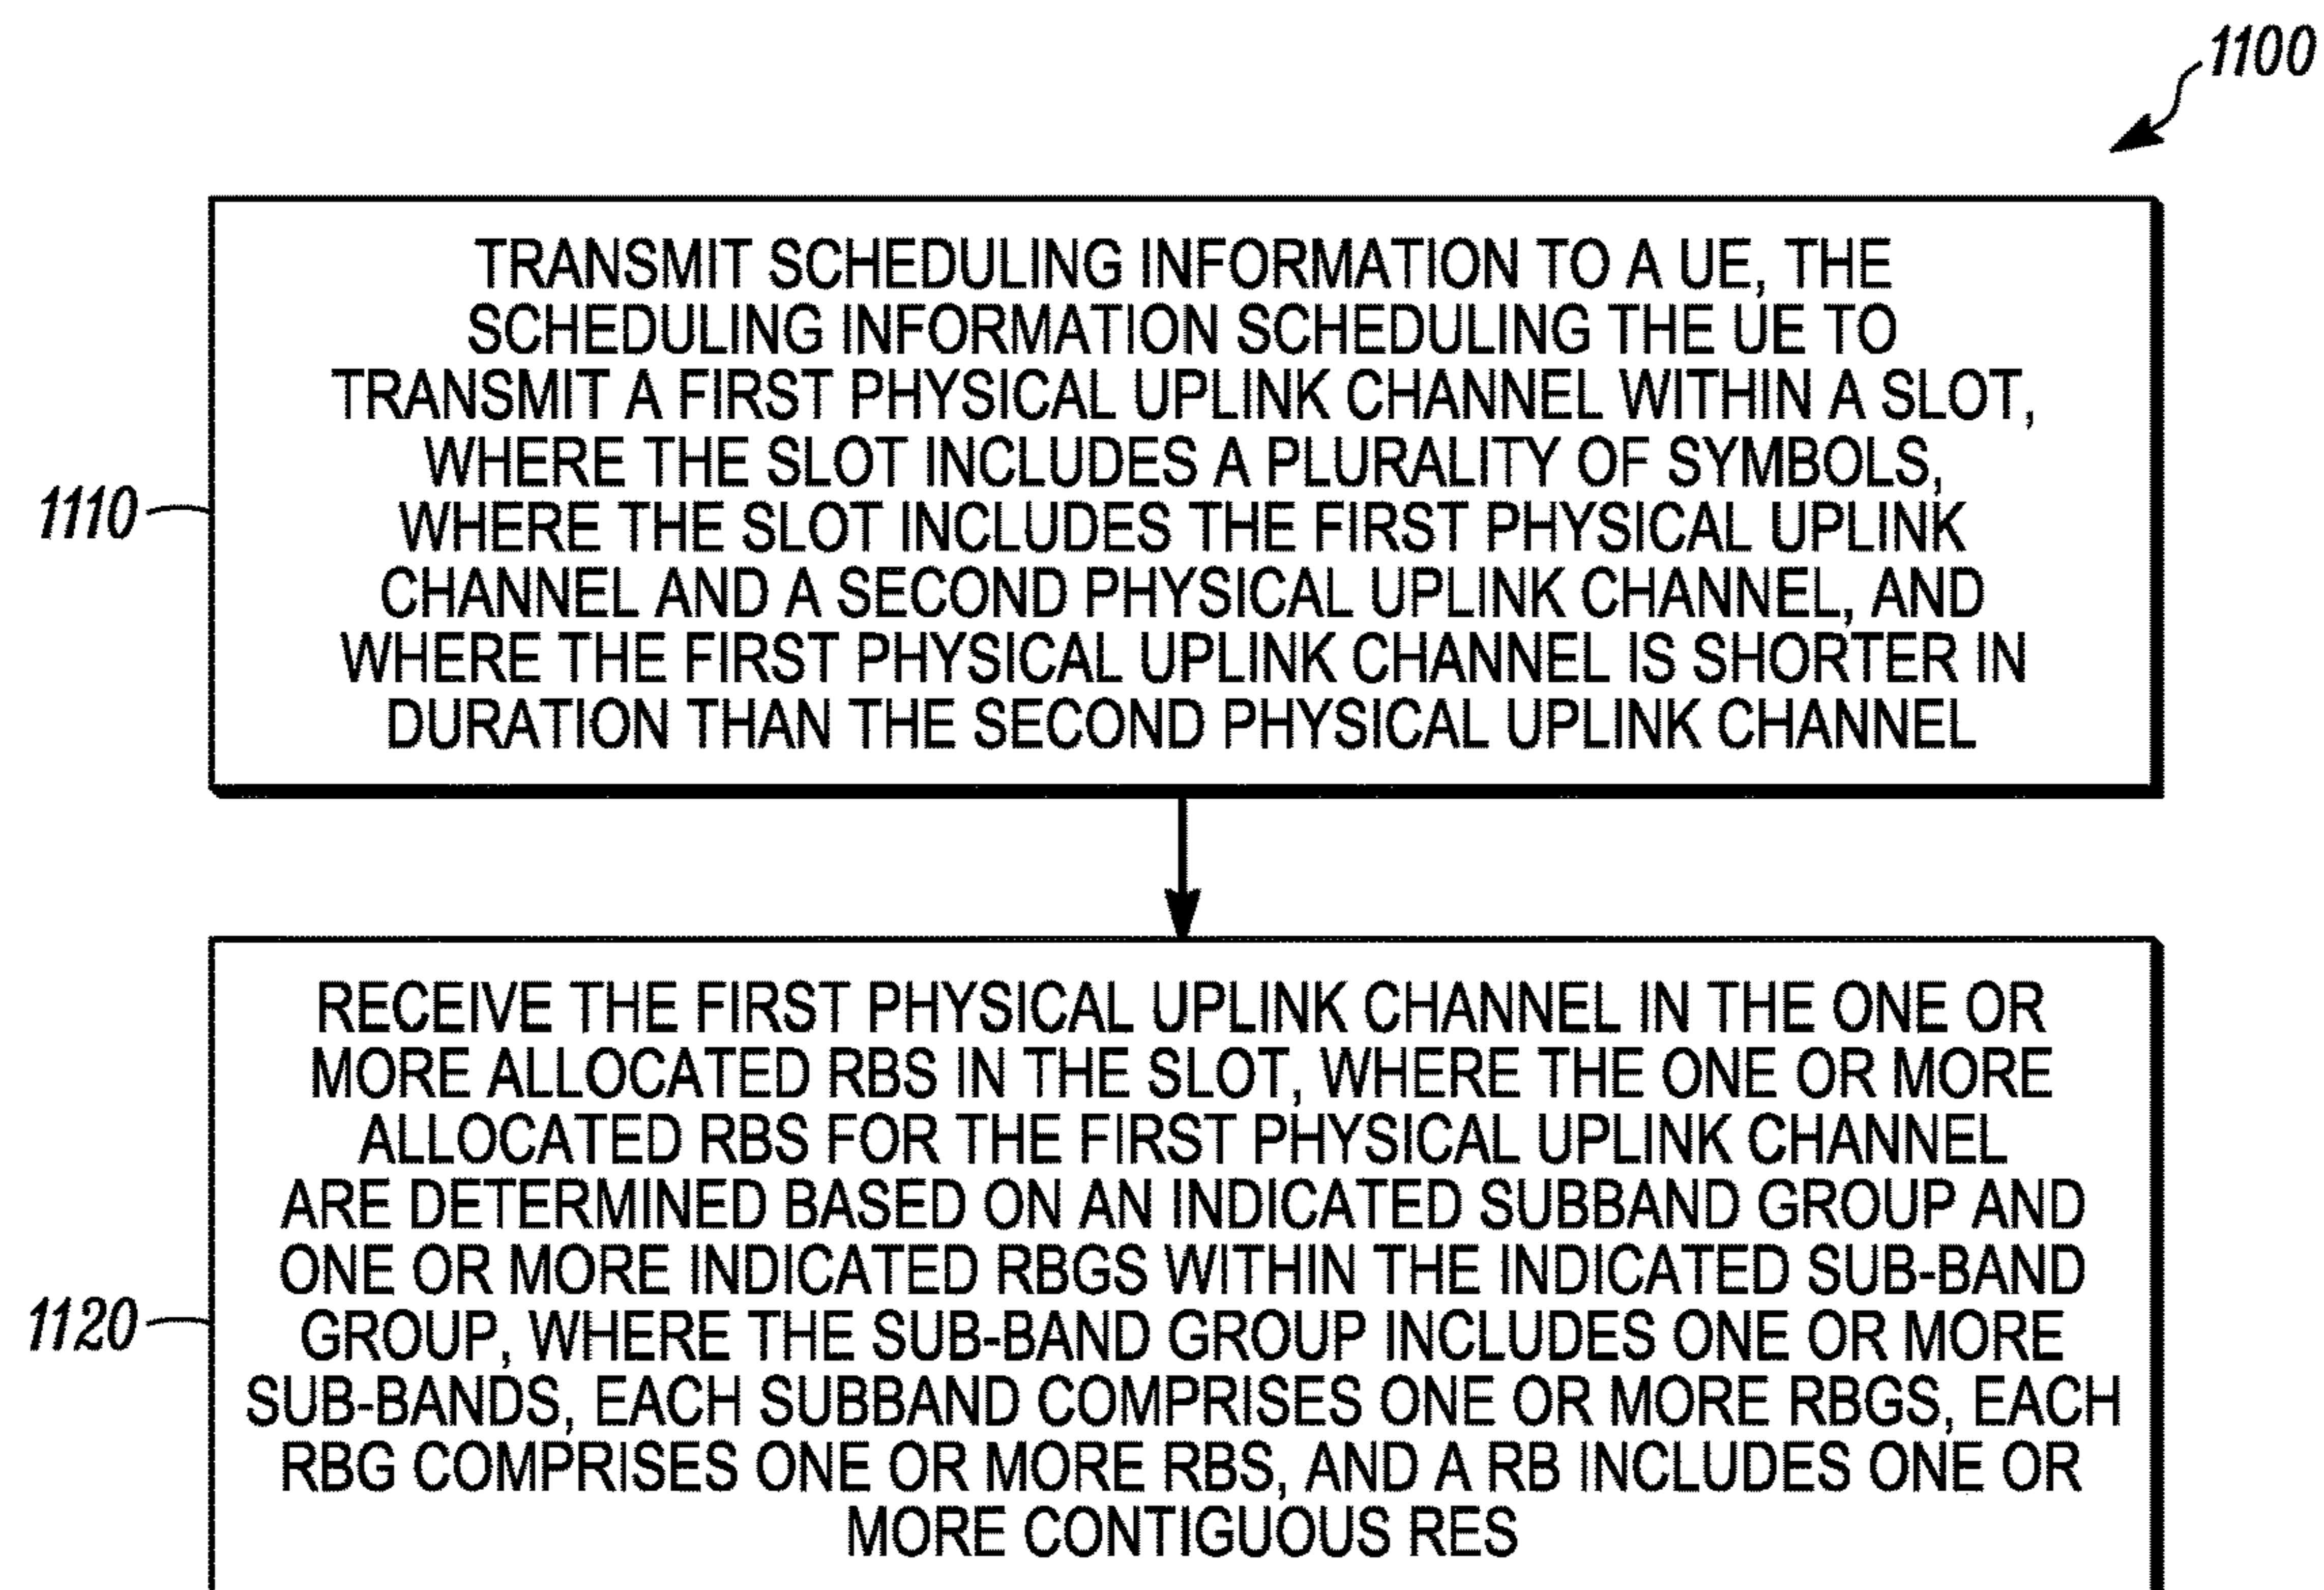 1100
TRANSMIT SCHEDULING INFORMATION TO A UE, THE
SCHEDULING INFORMATION SCHEDULING THE UE TO
TRANSMIT A FIRST PHYSICAL UPLINK CHANNEL WITHIN A SLOT,
WHERE THE SLOT INCLUDES A PLURALITY OF SYMBOLS,
WHERE THE SLOT INCLUDES THE FIRST PHYSICAL UPLINK
CHANNEL AND A SECOND PHYSICAL UPLINK CHANNEL, AND
WHERE THE FIRST PHYSICAL UPLINK CHANNEL IS SHORTER IN
DURATION THAN THE SECOND PHYSICAL UPLINK CHANNEL
1110
RECEIVE THE FIRST PHYSICAL UPLINK CHANNEL IN THE ONE OR
MORE ALLOCATED RBS IN THE SLOT, WHERE THE ONE OR MORE
ALLOCATED RBS FOR THE FIRST PHYSICAL UPLINK CHANNEL
ARE DETERMINED BASED ON AN INDICATED SUBBAND GROUP AND
ONE OR MORE INDICATED RBGS WITHIN THE INDICATED SUB-BAND
GROUP, WHERE THE SUB-BAND GROUP INCLUDES ONE OR MORE
SUB-BANDS, EACH SUBBAND COMPRISES ONE OR MORE RBGS, EACH
RBG COMPRISES ONE OR MORE RBS, AND A RB INCLUDES ONE OR
MORE CONTIGUOUS RES
1120